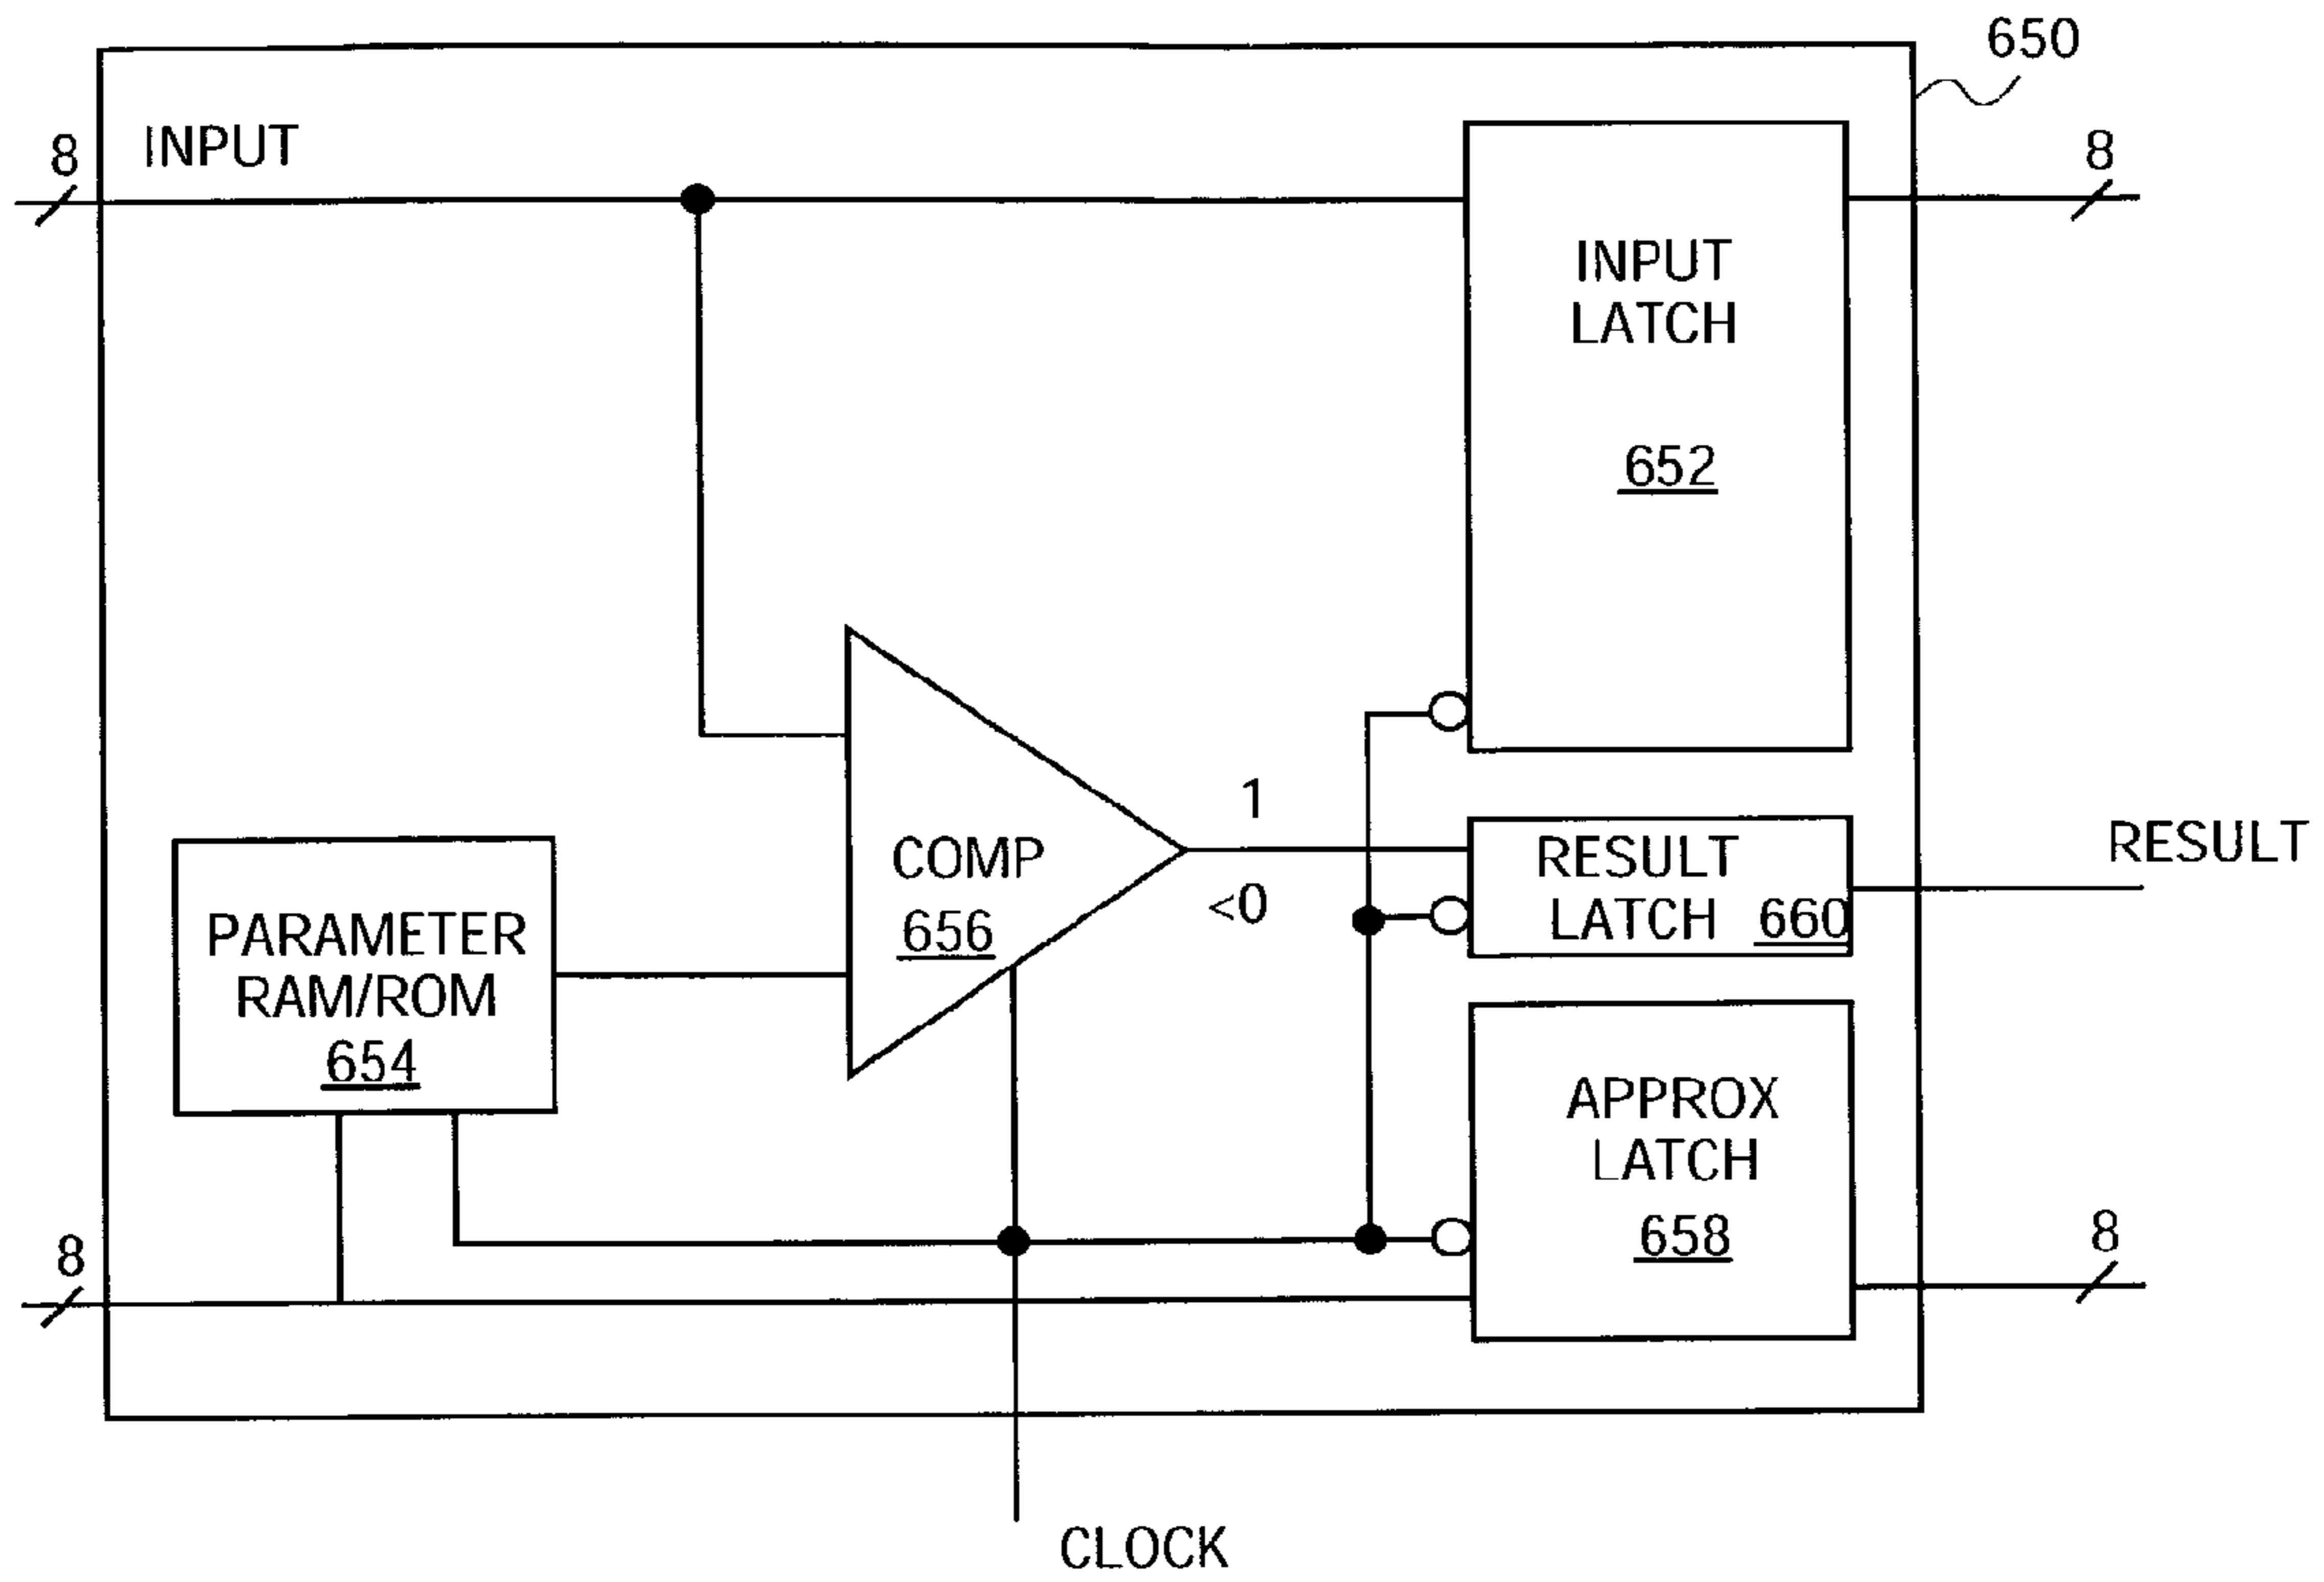 650
8
INPUT
8
INPUT
LATCH
652
1
<0
COMP
656
RESULT
LATCH 660
RESULT
PARAMETER
RAM/ROM
654
APPROX
LATCH
658
8
8
CLOCK